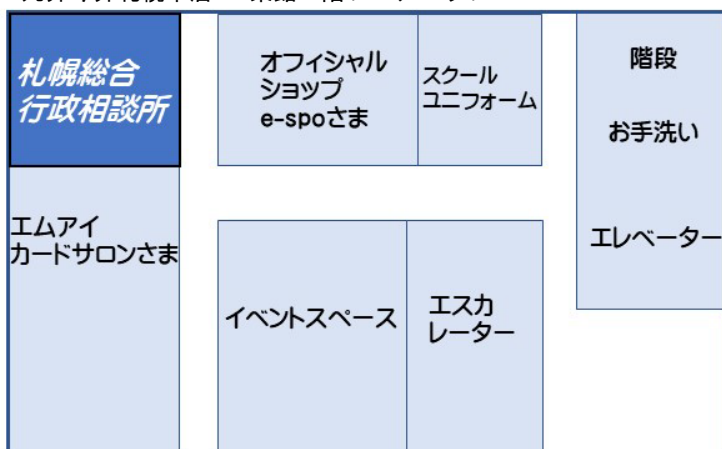 札幌総合
行政相談所
オフィシャル
ショップ
e-spoさま
スクール
ユニフォーム
階段
お手洗い
エレベーター
エムアイ
カードサロンさま
イベントスペース
エスカ
レーター